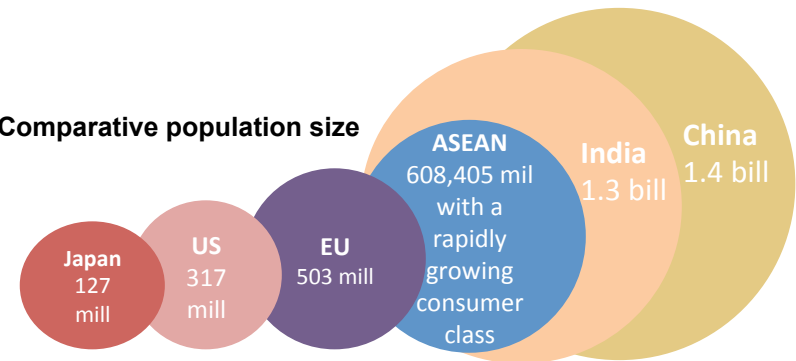 Comparative population size
Japan
127
mill
US
317
mill
EU
503 mill
ASEAN
608,405 mil
with a
rapidly
growing
consumer
class
India
1.3 bill
China
1.4 bill